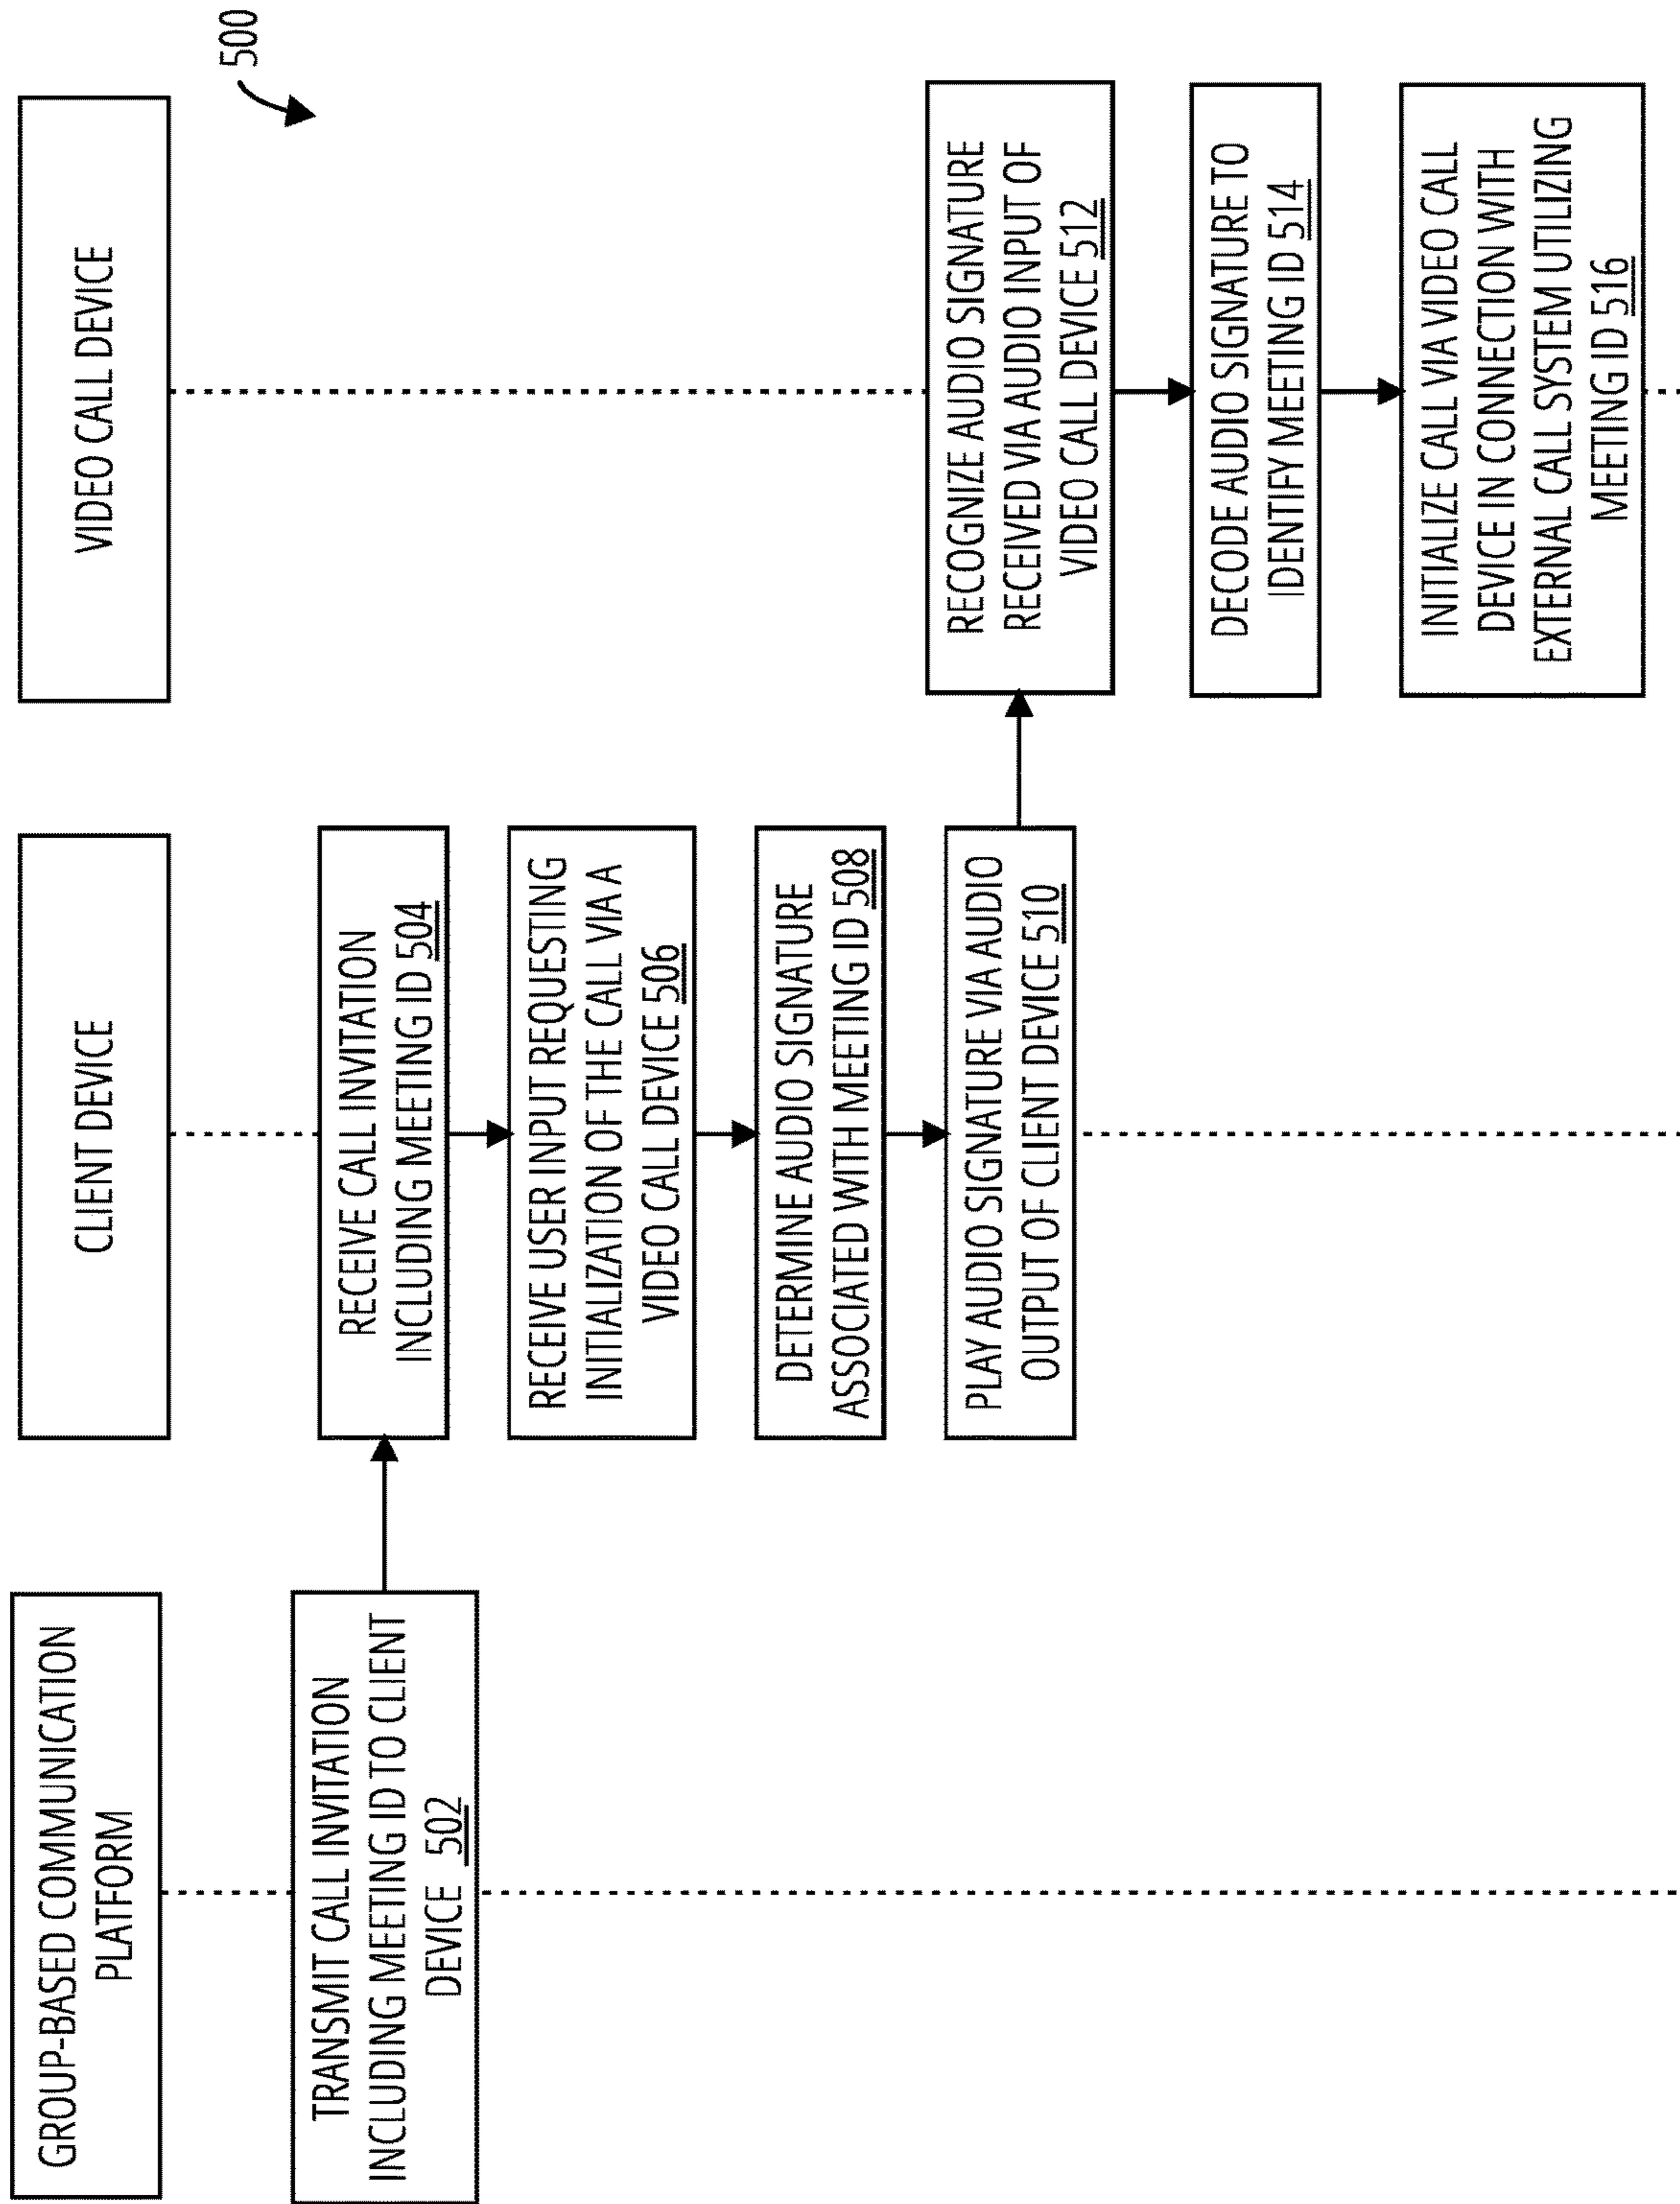 500
GROUP-BASED COMMUNICATION
PLATFORM
CLIENT DEVICE
VIDEO CALL DEVICE
TRANSMIT CALL INVITATION
INCLUDING MEETING ID TO CLIENT
DEVICE 502
RECEIVE CALL INVITATION
INCLUDING MEETING ID 504
RECEIVE USER INPUT REQUESTING
INITIALIZATION OF THE CALL VIA A
VIDEO CALL DEVICE 506
DETERMINE AUDIO SIGNATURE
ASSOCIATED WITH MEETING ID 508
PLAY AUDIO SIGNATURE VIA AUDIO
OUTPUT OF CLIENT DEVICE 510
RECOGNIZE AUDIO SIGNATURE
RECEIVED VIA AUDIO INPUT OF
VIDEO CALL DEVICE 512
DECODE AUDIO SIGNATURE TO
IDENTIFY MEETING ID 514
INITIALIZE CALL VIA VIDEO CALL
DEVICE IN CONNECTION WITH
EXTERNAL CALL SYSTEM UTILIZING
MEETING ID 516